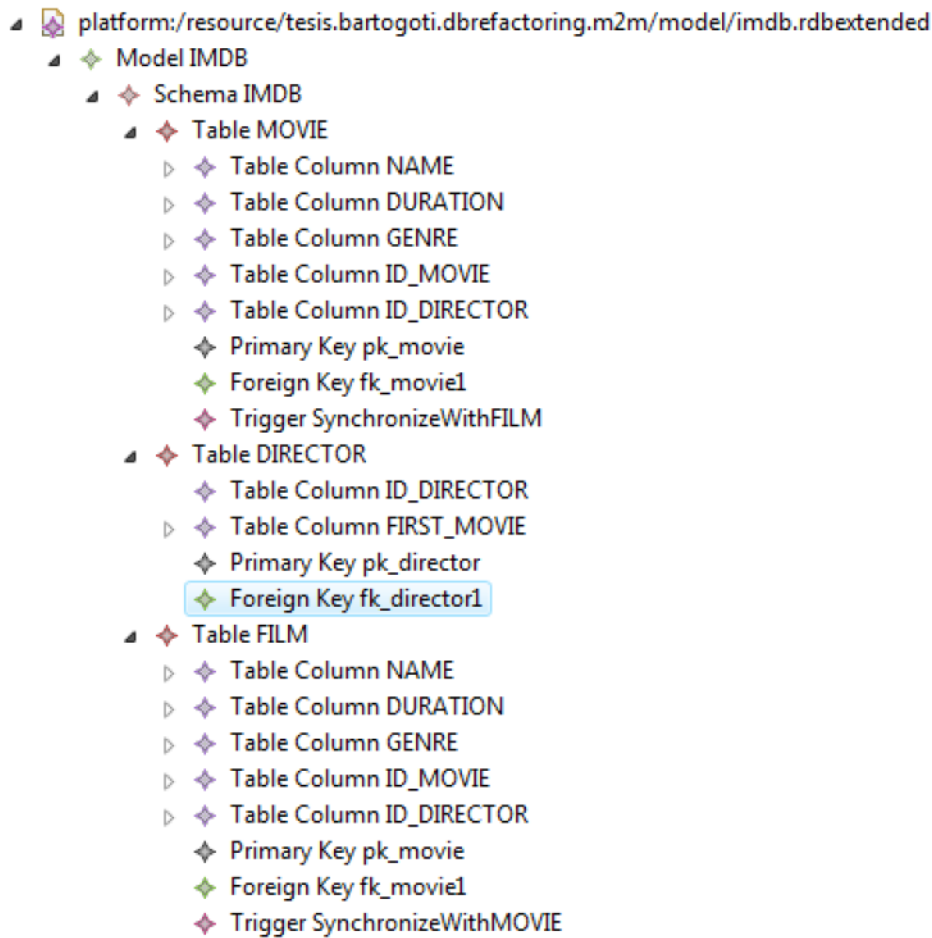 platform:/resource/tesis.bartogoti.dbrefactoring.m2m/model/imdb.rdbextended
Model IMDB
Schema IMDB
Table MOVIE
Table Column NAME
Table Column DURATION
Table Column GENRE
Table Column ID_MOVIE
Table Column ID_DIRECTOR
Primary Key pk_movie
Foreign Key fk_movie1
Trigger SynchronizeWithFILM
Table DIRECTOR
Table Column ID_DIRECTOR
Table Column FIRST_MOVIE
Primary Key pk_director
Foreign Key fk_director1
Table FILM
Table Column NAME
Table Column DURATION
Table Column GENRE
Table Column ID_MOVIE
Table Column ID_DIRECTOR
Primary Key pk_movie
Foreign Key fk_movie1
Trigger SynchronizeWithMOVIE